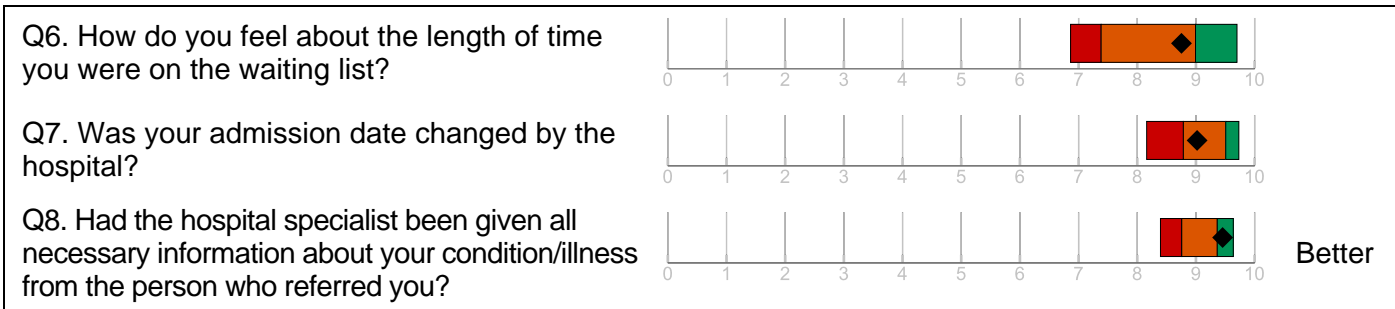 Q6. How do you feel about the length of time
you were on the waiting list?
0 1 2 3 4 5 6 7 8 9 10
Q7. Was your admission date changed by the
hospital?
0 1 2 3 4 5 6 7 8 9 10
Q8. Had the hospital specialist been given all
necessary information about your condition/illness
from the person who referred you?
0 1 2 3 4 5 6 7 8 9 10
Better